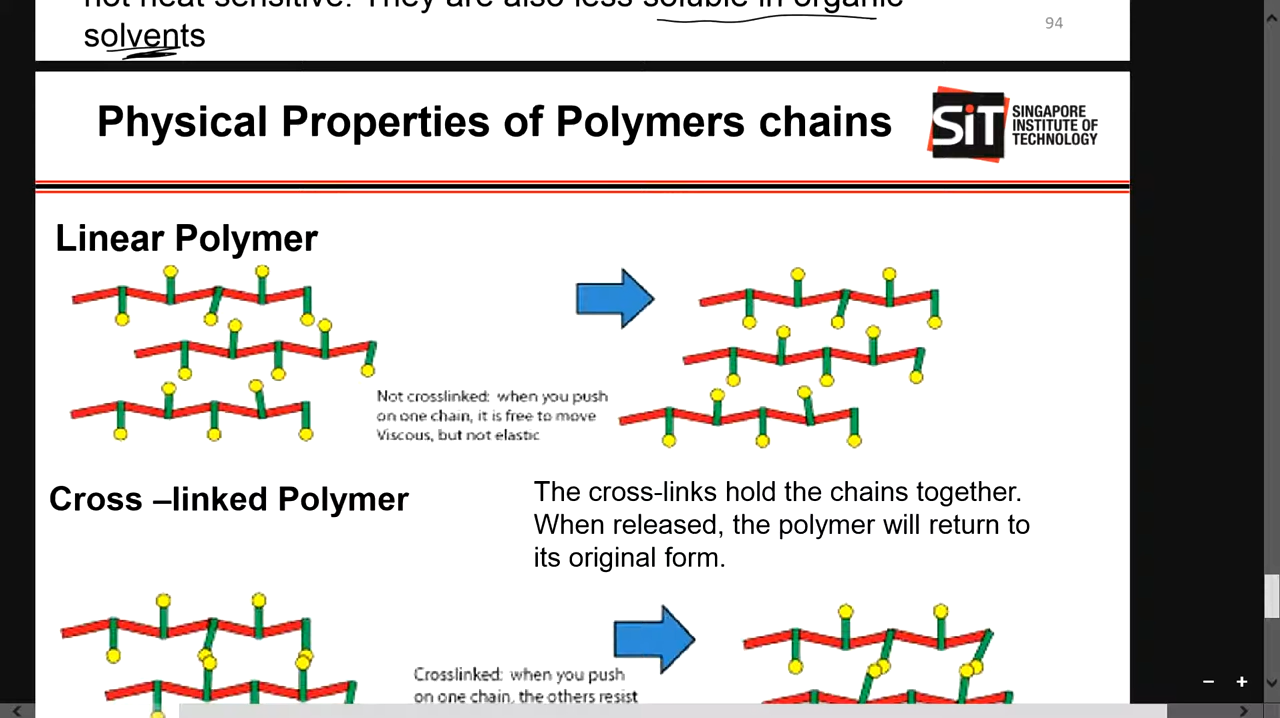 not heat sensitive. They are also less soluble in organic
solvents
94
Physical Properties of Polymers chains
SiT
SINGAPORE
INSTITUTE OF
TECHNOLOGY
Linear Polymer
Not crosslinked: when you push
on one chain, it is free to move
Viscous, but not elastic
Cross –linked Polymer
The cross-links hold the chains together.
When released, the polymer will return to
its original form.
Crosslinked: when you push
on one chain, the others resist